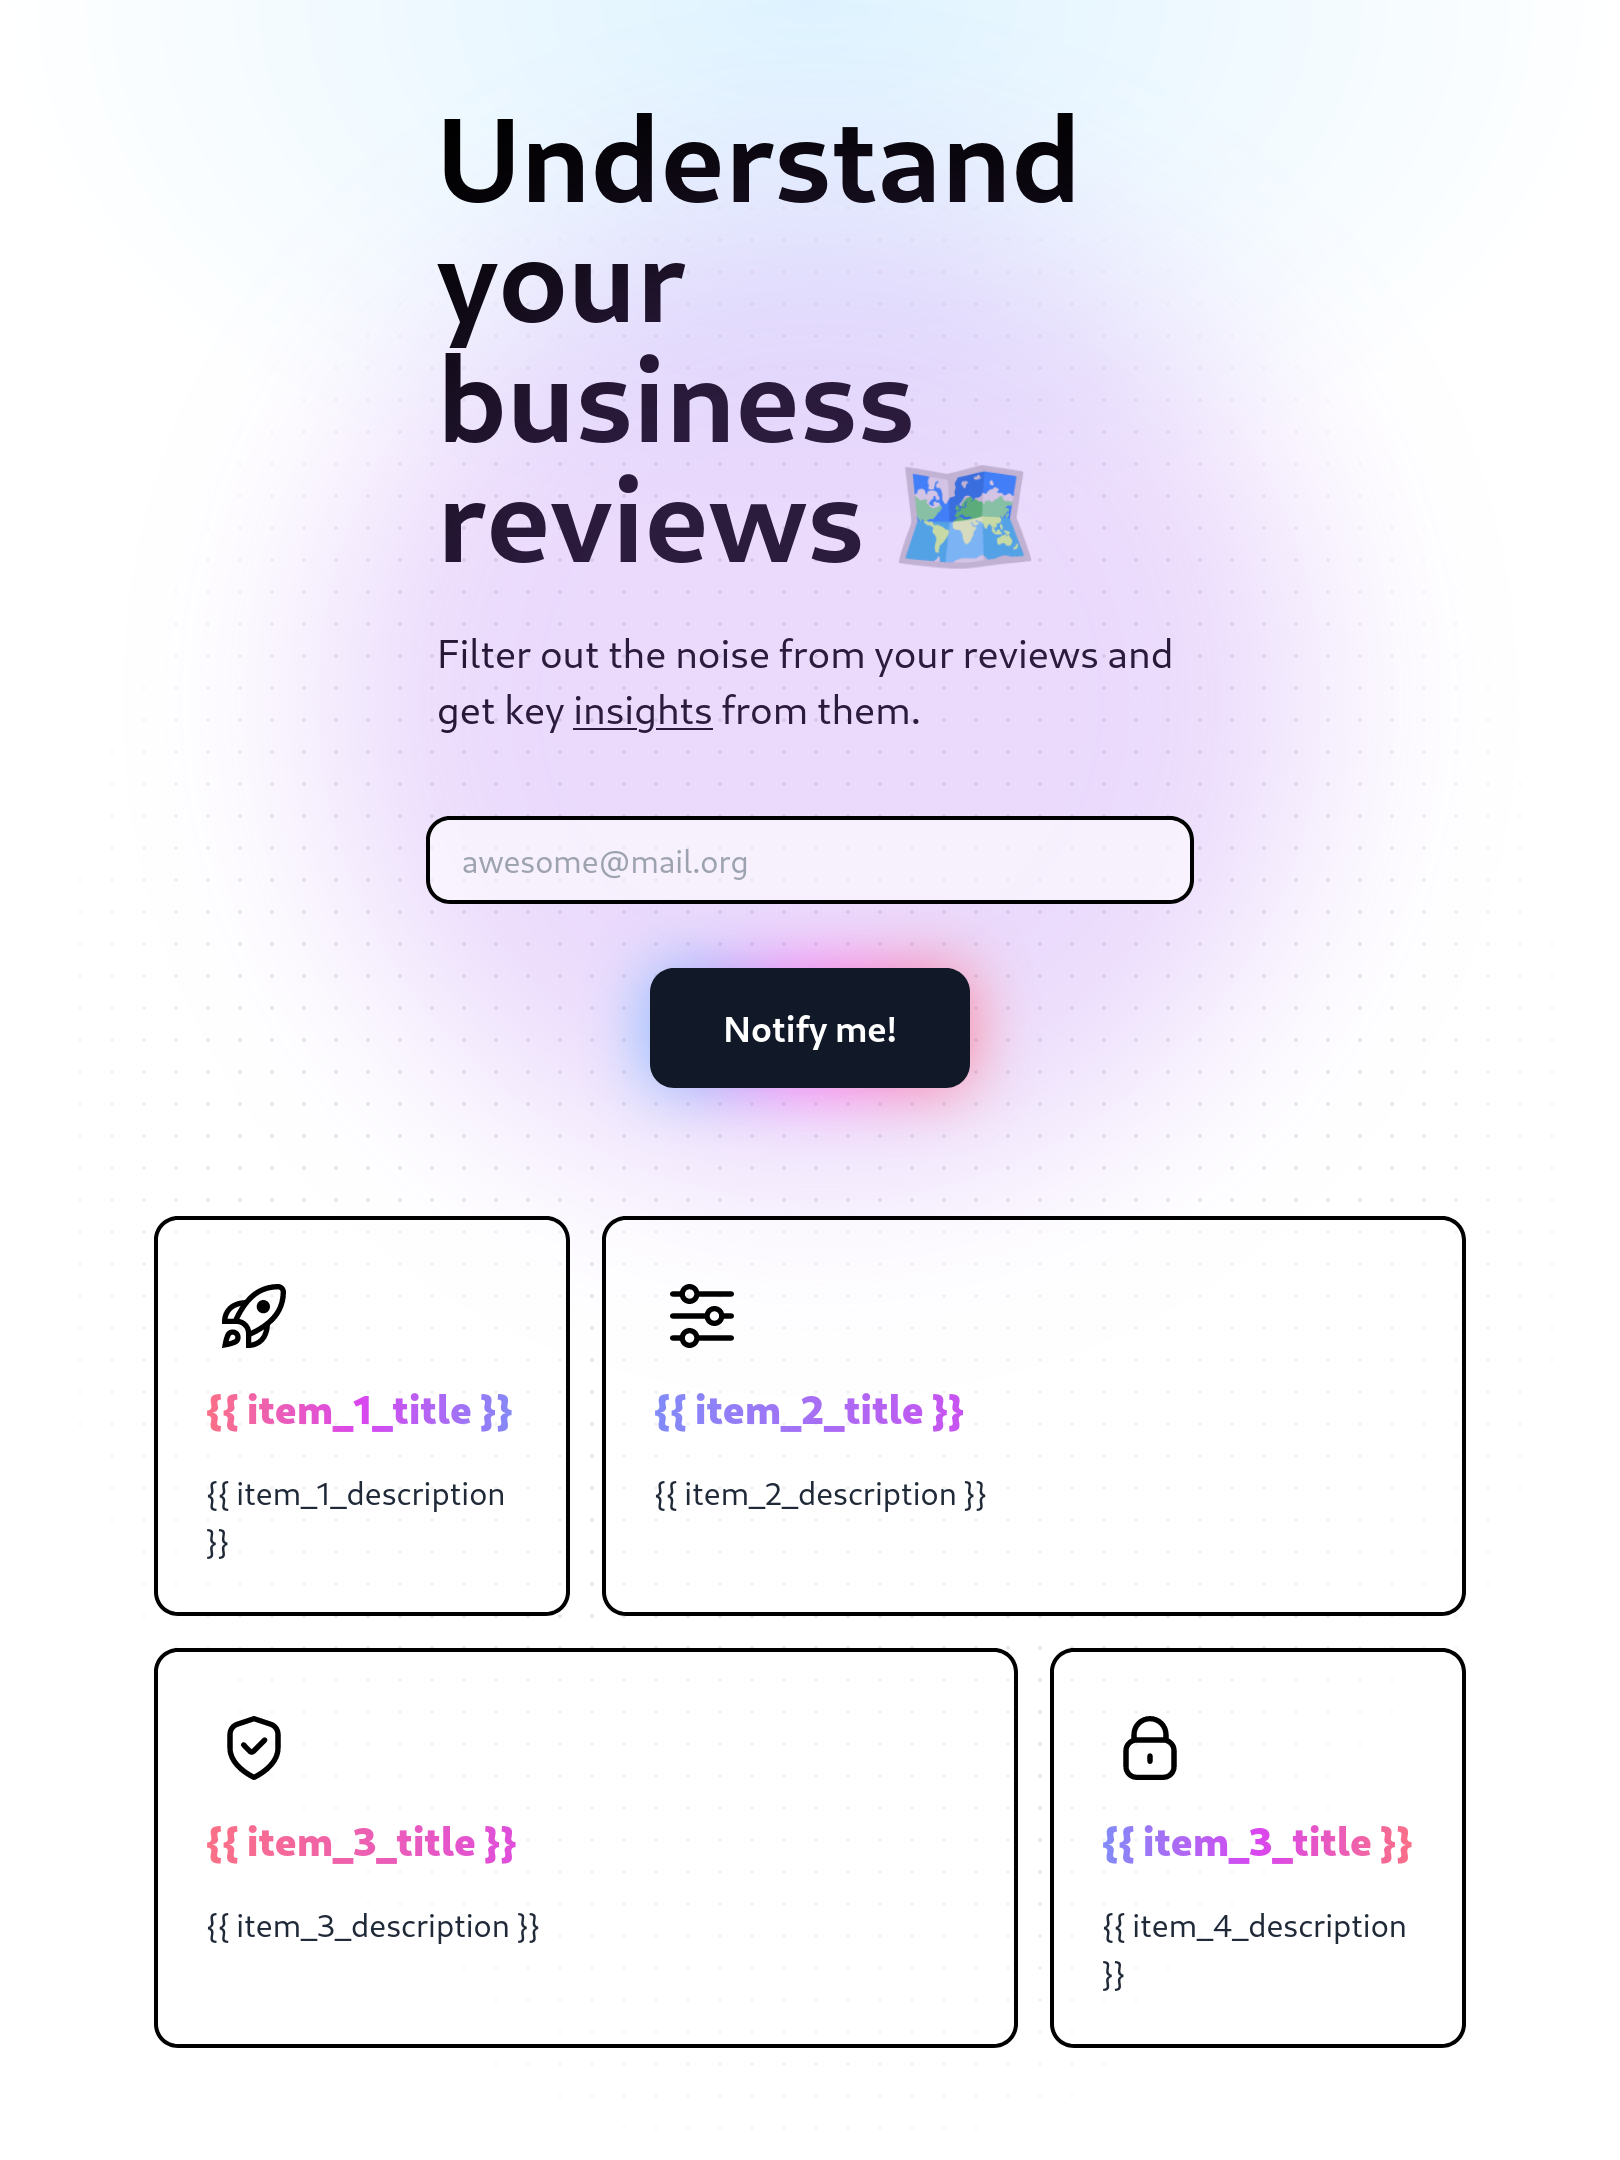 Understand
your
business
reviews
Filter out the noise from your reviews and
get key insights from them.
awesome@mail.org
Notify me!
{{ item_1_title }}
{{ item_1_description
}}
{{ item_2_title }}
{{ item_2_description }}
{{ item_3_title }}
{{ item_3_description }}
{{ item_3_title }}
{{ item_4_description
}}